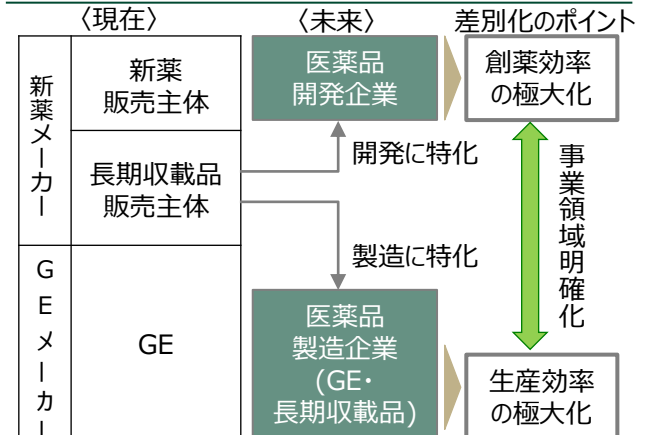 〈現在〉
〈未来〉
差別化のポイント
新薬メーカー
新薬
販売主体
長期収載品
販売主体
医薬品
開発企業
創薬効率
の極大化
開発に特化
製造に特化
事業領域明確化
GEメーカー
GE
医薬品
製造企業
(GE・
長期収載品)
生産効率
の極大化